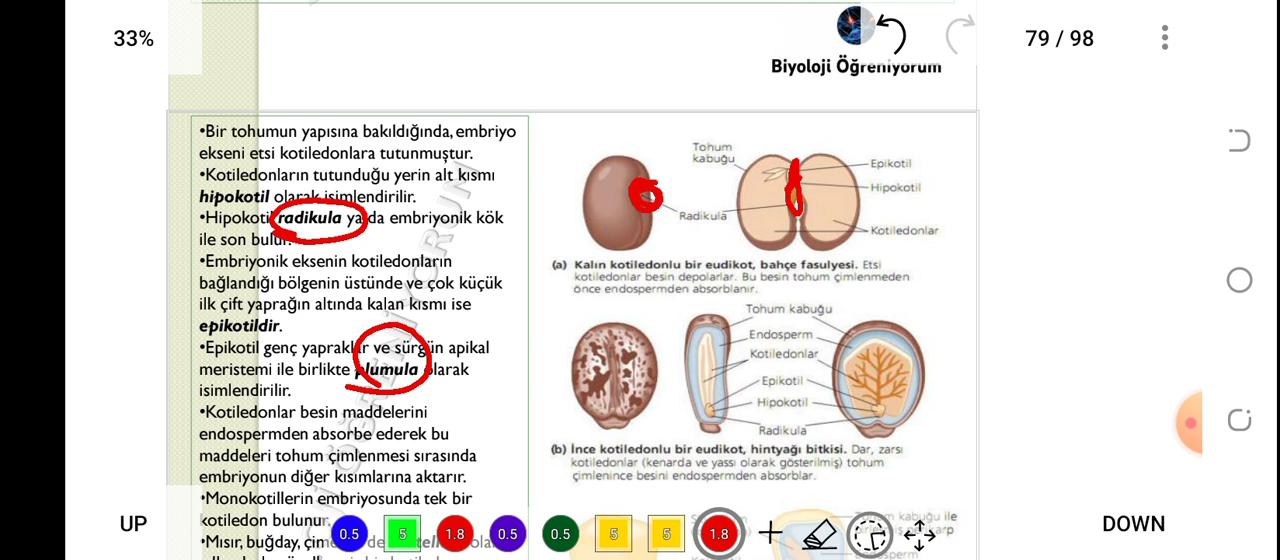 33%
79 / 98
Biyoloji Öğreniyorum
•Bir tohumun yapısına bakıldığında, embriyo
ekseni etsi kotiledonlara tutunmuştur.
•Kotiledonların tutunduğu yerin alt kısmı
hipokotil olarak isimlendirilir.
•Hipokotil radikula ya da embriyonik kök
ile son bulur.
•Embriyonik eksenin kotiledonların
bağlandığı bölgenin üstünde ve çok küçük
ilk çift yaprağın altında kalan kısmı ise
epikotildir.
•Epikotil genç yapraklar ve sürgün apikal
meristemi ile birlikte plumula olarak
isimlendirilir.
•Kotiledonlar besin maddelerini
endospermden absorbe ederek bu
maddeleri tohum çimlenmesi sırasında
embriyonun diğer kısımlarına aktarır.
•Monokotillerin embriyosunda tek bir
kotiledon bulunur.
•Mısır, buğday,
Tohum
kabuğu
Epikotil
Hipokotil
Radikula
Kotiledonlar
(a) Kalın kotiledonlu bir eudikot, bahçe fasulyesi. Etsi
kotiledonlar besin depolarlar. Bu besin tohum çimlenmeden
önce endospermden absorblanır.
Tohum kabuğu
Endosperm
Kotiledonlar
Epikotil
Hipokotil
Radikula
(b) İnce kotiledonlu bir eudikot, hintyağı bitkisi. Dar, zarsı
kotiledonlar (kenarda ve yassı olarak gösterilmiş) tohum
çimlenince besini endospermden absorblar.
kabuğu ile
UP
0.5
5
1.8
0.5
0.5
5
5
1.8
DOWN